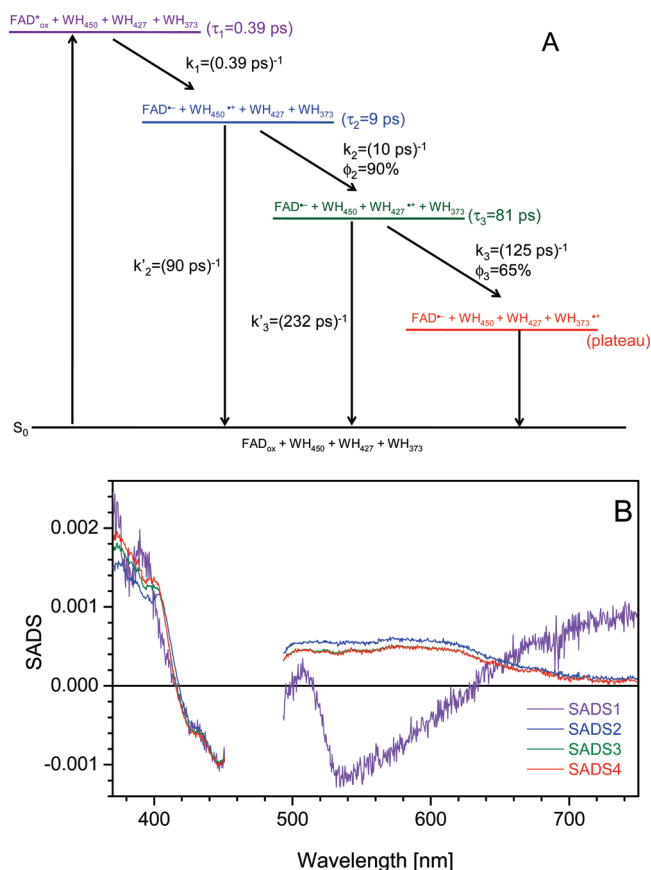 FAD*ox + WH450 + WH427 + WH373 (τ1=0.39 ps)
A
k1=(0.39 ps)-1
FAD•- + WH450•+ + WH427 + WH373 (τ2=9 ps)
k2=(10 ps)-1
ϕ2=90%
FAD•- + WH450 + WH427•+ + WH373 (τ3=81 ps)
k'2=(90 ps)-1
k3=(125 ps)-1
ϕ3=65%
k'3=(232 ps)-1
FAD•- + WH450 + WH427 + WH373•+
(plateau)
S0
FADox + WH450 + WH427 + WH373
B
0.002
0.001
0.000
-0.001
SADS
SADS1
SADS2
SADS3
SADS4
400 500 600 700
Wavelength [nm]